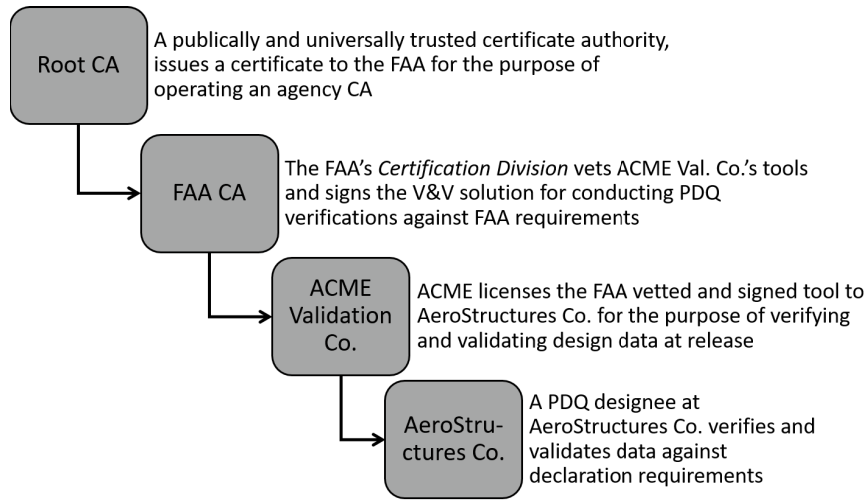 Root CA
A publically and universally trusted certificate authority,
issues a certificate to the FAA for the purpose of
operating an agency CA
FAA CA
The FAA's Certification Division vets ACME Val. Co.'s tools
and signs the V&V solution for conducting PDQ
verifications against FAA requirements
ACME
Validation
Co.
ACME licenses the FAA vetted and signed tool to
AeroStructures Co. for the purpose of verifying
and validating design data at release
AeroStru-
ctures Co.
A PDQ designee at
AeroStructures Co. verifies and
validates data against
declaration requirements